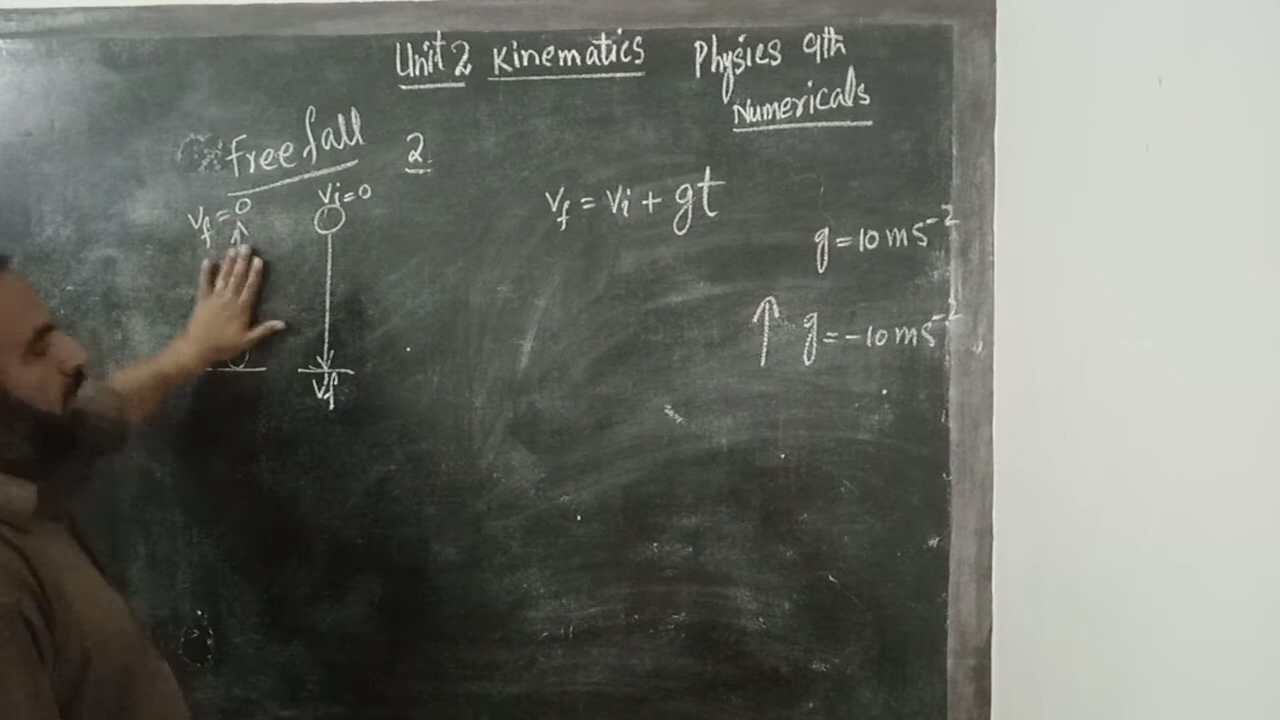 Unit 2 Kinematics Physics 9th
Numericals
free fall 2
vf = 0 Vi=0
vf = vi + gt
g = 10 ms⁻²
↑ g = -10 ms⁻²
Vf